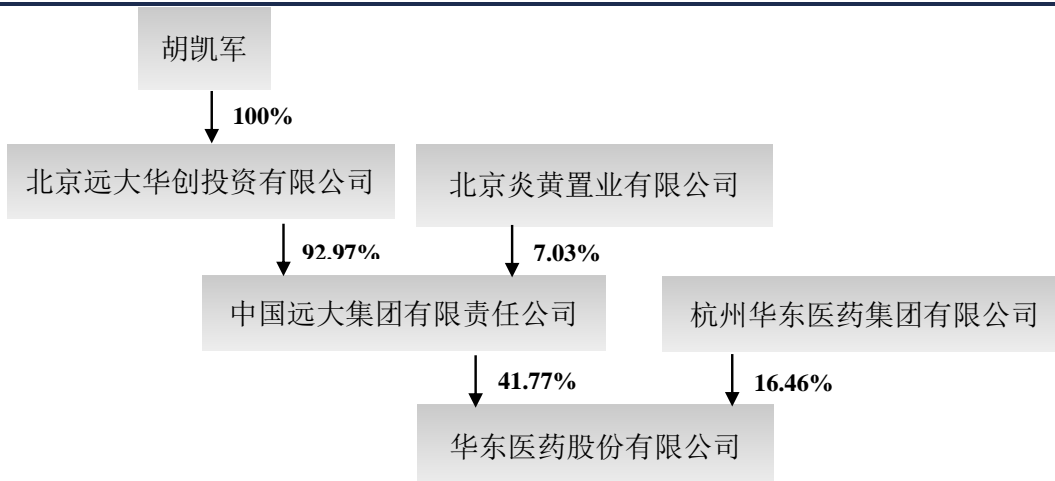 胡凯军
100%
北京远大华创投资有限公司
北京炎黄置业有限公司
92.97%
7.03%
中国远大集团有限责任公司
杭州华东医药集团有限公司
41.77%
16.46%
华东医药股份有限公司